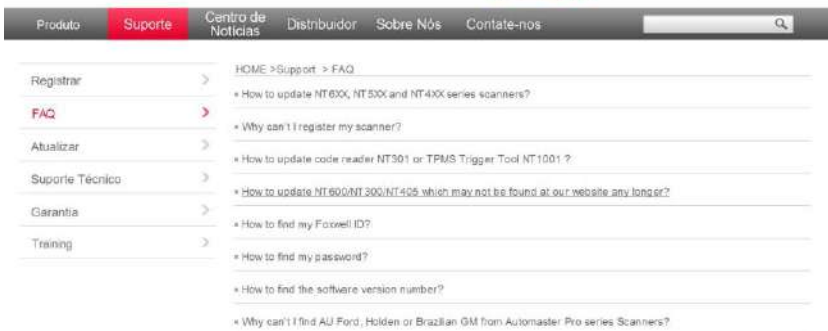 Produto Suporte Centro de Notícias Distribuidor Sobre Nós Contate-nos
Registrar
FAQ
Atualizar
Suporte Técnico
Garantia
Training
HOME >Support > FAQ
How to update NT6XX, NT5XX and NT4XX series scanners?
Why can't I register my scanner?
How to update code reader NT301 or TPMS Trigger Tool NT1001 ?
How to update NT600/NT300/NT405 which may not be found at our website any longer?
How to find my Foxwell ID?
How to find my password?
How to find the software version number?
Why can't I find AU Ford, Holden or Brazilian GM from Automaster Pro series Scanners?